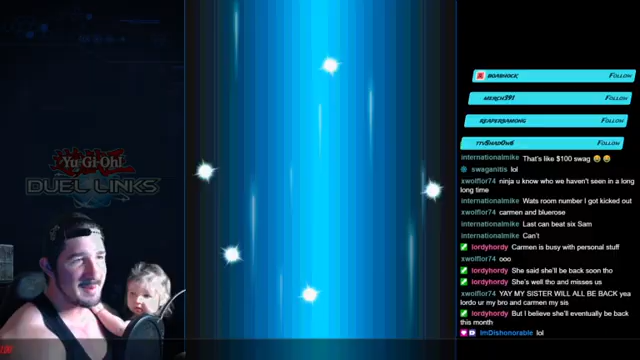 Yu-Gi-Oh!
DUEL LINKS
ROADNOCK FOLLOW
MERCH391 FOLLOW
REAPERGAMONG FOLLOW
FOLLOW
internationalmike That's like $100 swag
swaganitis lol
xwolflor74 ninja u know who we haven't seen in a long
long time
internationalmike Wats room number I got kicked out
xwolflor74 carmen and bluerose
internationalmike Last can beat six Sam
internationalmike Can't
lordyhordy Carmen is busy with personal stuff
xwolflor74 ooo
lordyhordy She said she'll be back soon tho
lordyhordy She's well tho and misses us
xwolflor74 YAY MY SISTER WILL ALL BE BACK yea
lordo ur my bro and carmen my sis
lordyhordy But I believe she'll eventually be back
this month
ImDishonorable lol